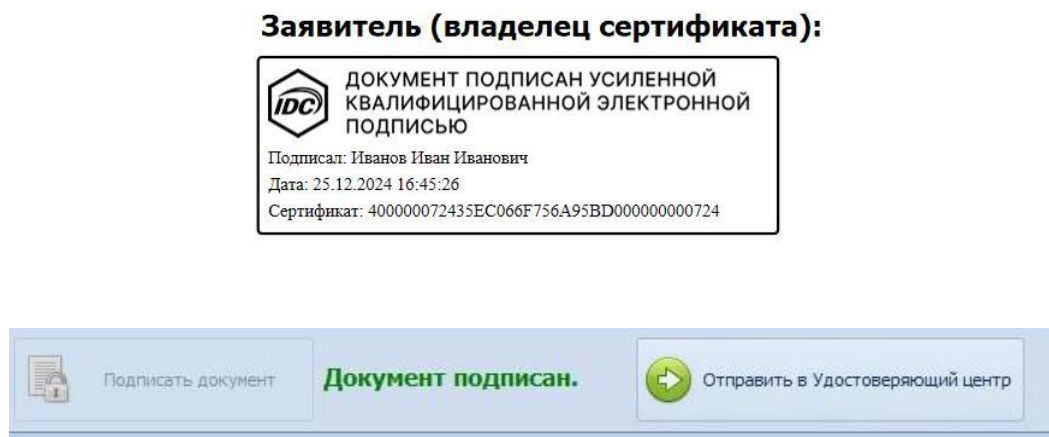 Заявитель (владелец сертификата):
IDC
ДОКУМЕНТ ПОДПИСАН УСИЛЕННОЙ
КВАЛИФИЦИРОВАННОЙ ЭЛЕКТРОННОЙ
ПОДПИСЬЮ
Подписал: Иванов Иван Иванович
Дата: 25.12.2024 16:45:26
Сертификат: 400000072435EC066F756A95BD000000000724
Подписать документ
Документ подписан.
Отправить в Удостоверяющий центр